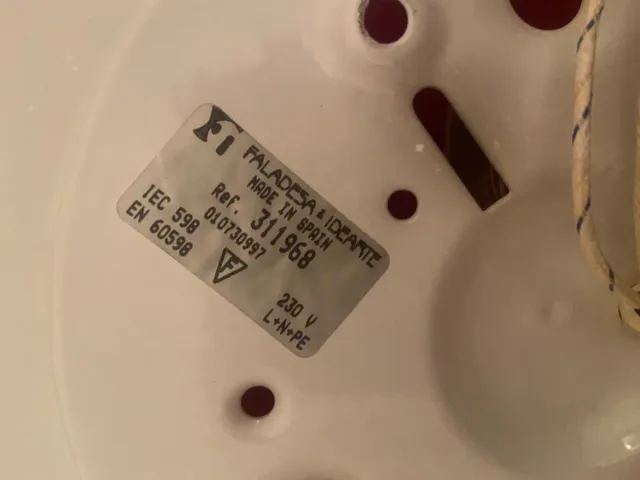 FI
FALADESA & IDEARTE
MADE IN SPAIN
Ref. 311968
IEC 598 010730997
EN 60598
F
230 V
L+N+PE